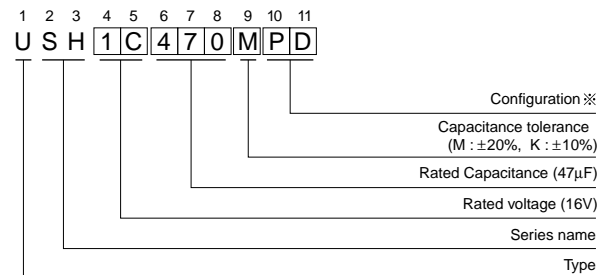 1 2 3 4 5 6 7 8 9 10 11
U S H 1 C 4 7 0 M P D
Configuration ※
Capacitance tolerance
(M : ±20%, K : ±10%)
Rated Capacitance (47µF)
Rated voltage (16V)
Series name
Type